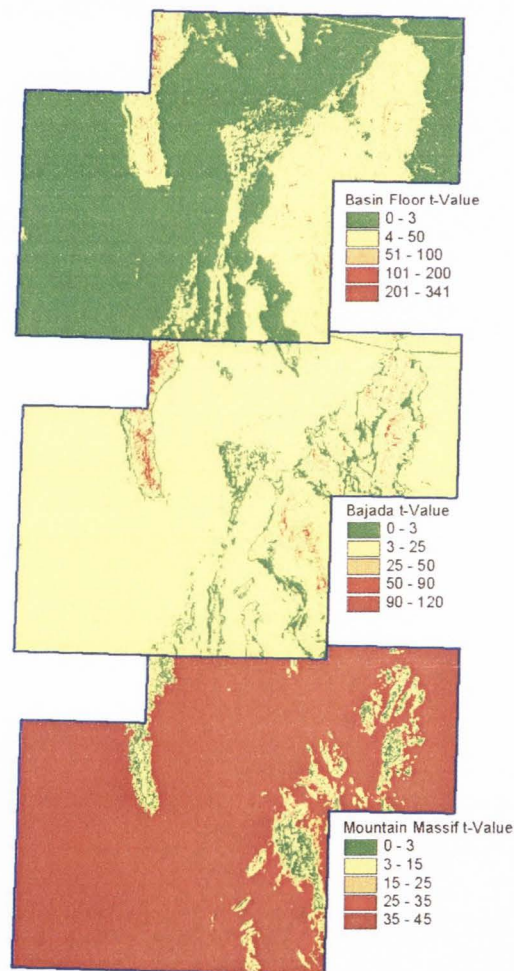 Basin Floor t-Value
0 - 3
4 - 50
51 - 100
101 - 200
201 - 341
Bajada t-Value
0 - 3
3 - 25
25 - 50
50 - 90
90 - 120
Mountain Massif t-Value
0 - 3
3 - 15
15 - 25
25 - 35
35 - 45